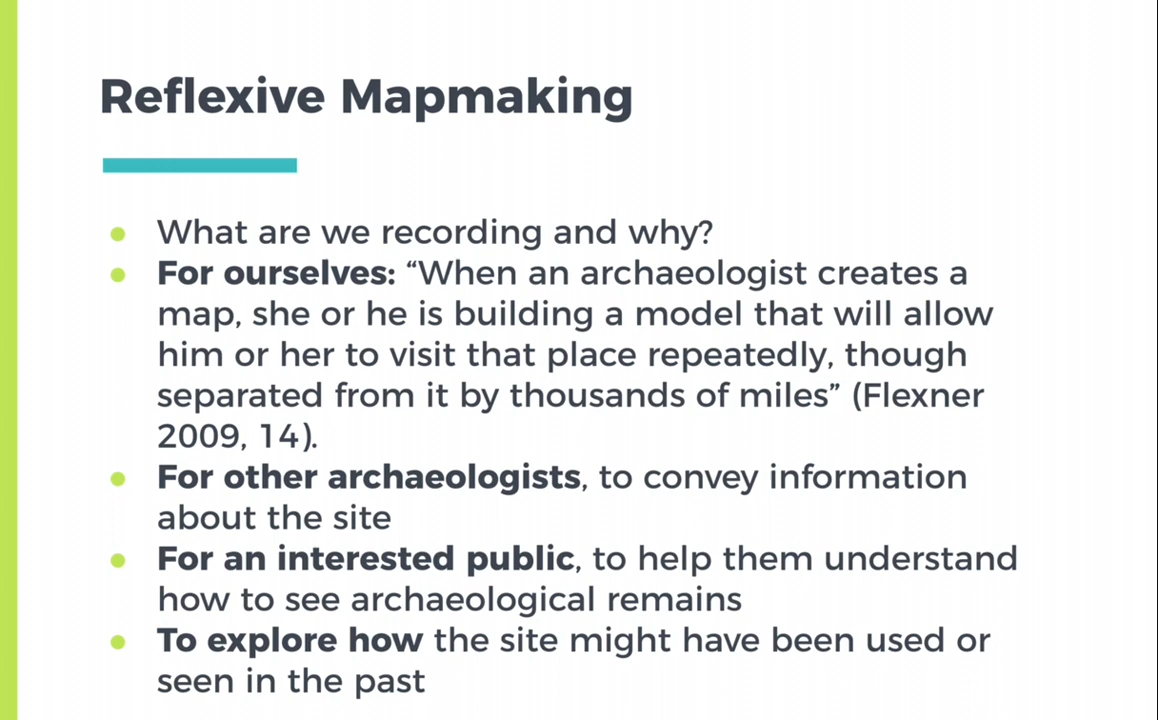 Reflexive Mapmaking
● What are we recording and why?
● For ourselves: “When an archaeologist creates a
map, she or he is building a model that will allow
him or her to visit that place repeatedly, though
separated from it by thousands of miles” (Flexner
2009, 14).
● For other archaeologists, to convey information
about the site
● For an interested public, to help them understand
how to see archaeological remains
● To explore how the site might have been used or
seen in the past